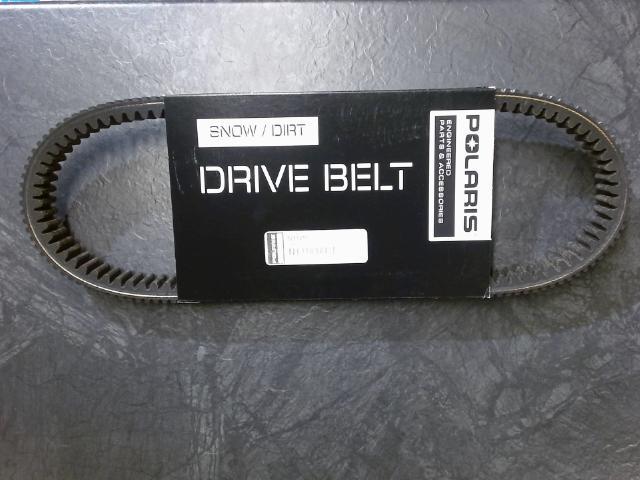 SNOW / DIRT
DRIVE BELT
POLARIS
ENGINEERED
PARTS & ACCESSORIES